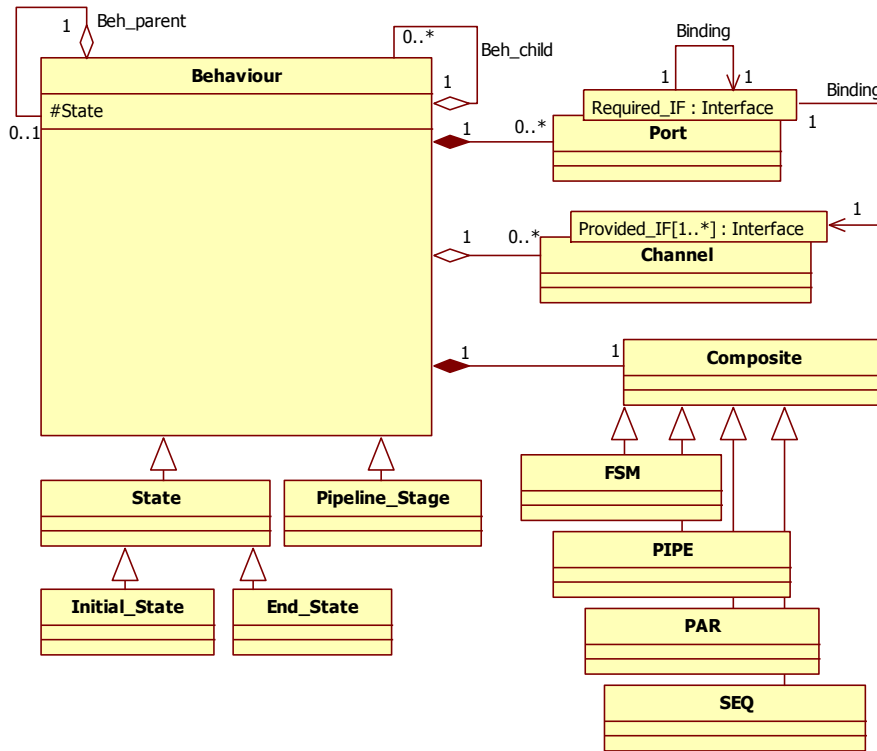 1
Beh_parent
0..1
Behaviour
#State
0..*
Beh_child
1
Binding
1
1
Required_IF : Interface
Port
1
0..*
Binding
1
1
Provided_IF[1..*] : Interface
Channel
1
0..*
1
1
Composite
State
Pipeline_Stage
Initial_State
End_State
FSM
PIPE
PAR
SEQ